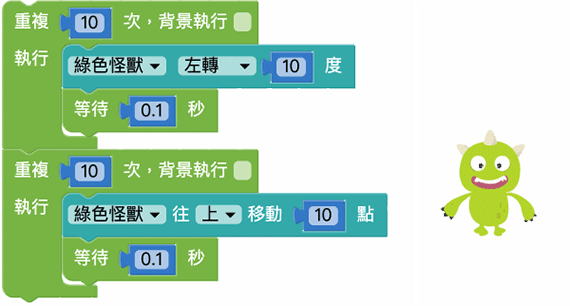 重複 10 次，背景執行
執行 綠色怪獸 左轉 10 度
等待 0.1 秒
重複 10 次，背景執行
執行 綠色怪獸 往 上 移動 10 點
等待 0.1 秒